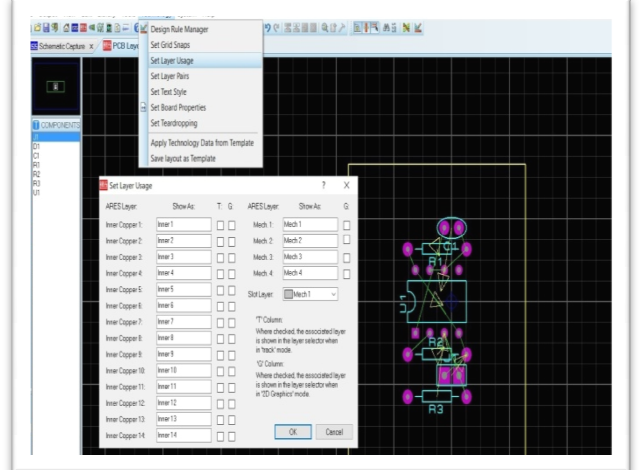 Design Rule Manager
Set Grid Snaps
Schematic Capture X PCB Layo
Set Layer Usage
Set Layer Pairs
Set Text Style
Set Board Properties
Set Teardropping
Apply Technology Data from Template
Save layout as Template
COMPONENTS
J1
D1
C1
R1
R2
R3
U1
Set Layer Usage ? X
ARES Layer: Show As: T: G: ARES Layer: Show As: G:
Inner Copper 1: Inner 1 Mech 1: Mech 1
Inner Copper 2: Inner 2 Mech 2: Mech 2
Inner Copper 3: Inner 3 Mech 3: Mech 3
Inner Copper 4: Inner 4 Mech 4: Mech 4
Inner Copper 5: Inner 5 Slot Layer: Mech 1
Inner Copper 6: Inner 6
Inner Copper 7: Inner 7
Inner Copper 8: Inner 8
Inner Copper 9: Inner 9
Inner Copper 10: Inner 10
Inner Copper 11: Inner 11
Inner Copper 12: Inner 12
Inner Copper 13: Inner 13
Inner Copper 14: Inner 14
'T' Column:
Where checked, the associated layer
is shown in the layer selector when
in 'track' mode.
'G' Column:
Where checked, the associated layer
is shown in the layer selector when
in '2D Graphics' mode.
OK Cancel
C1
R1
U1
R2
R3